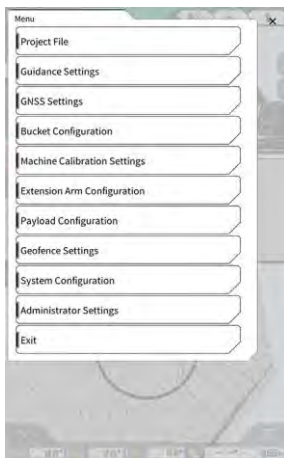 Menu
×
Project File
Guidance Settings
GNSS Settings
Bucket Configuration
Machine Calibration Settings
Extension Arm Configuration
Payload Configuration
Geofence Settings
System Configuration
Administrator Settings
Exit